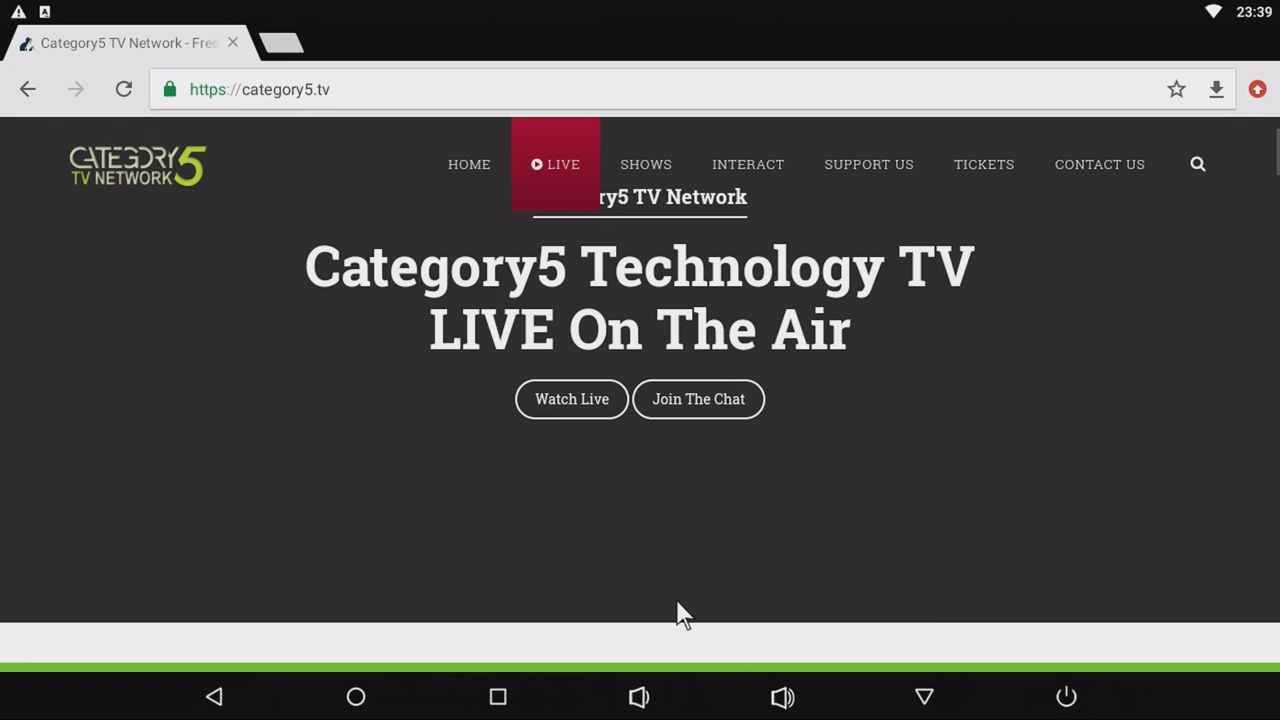 A
23:39
Category5 TV Network - Free
https://category5.tv
CATEGORY5
TV NETWORK
HOME
LIVE
SHOWS
INTERACT
SUPPORT US
TICKETS
CONTACT US
ry5 TV Network
Category5 Technology TV
LIVE On The Air
Watch Live
Join The Chat